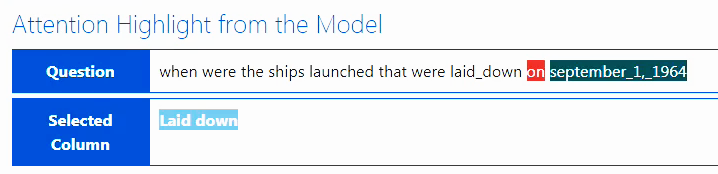 Attention Highlight from the Model
Question when were the ships launched that were laid_down on september_1,_1964
Selected Laid down
Column